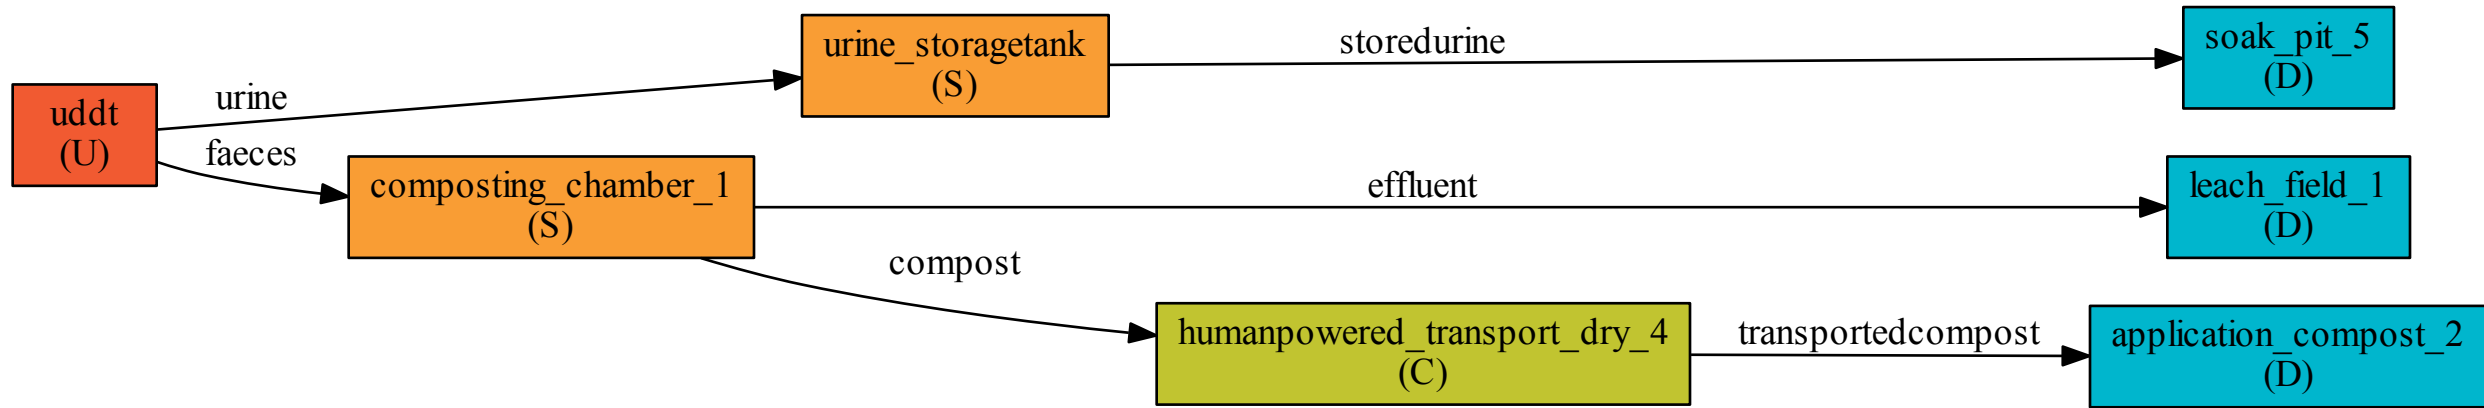 uddt
(U)
urine
faeces
urine_storagetank
(S)
composting_chamber_1
(S)
storedurine
effluent
compost
humanpowered_transport_dry_4
(C)
transportedcompost
soak_pit_5
(D)
leach_field_1
(D)
application_compost_2
(D)